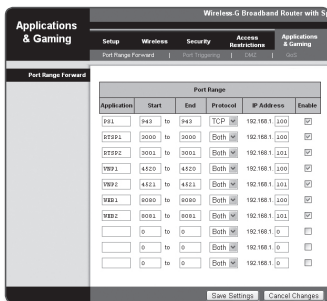 Wireless-G Broadband Router with Sp
Applications
& Gaming
Setup Wireless Security Access Restrictions Applications & Gaming
Port Range Forward | Port Triggering | DMZ | QoS
Port Range Forward
Port Range
Application Start End Protocol IP Address Enable
PS1 943 to 943 TCP 192.168.1. 100
RTSP1 3000 to 3000 Both 192.168.1. 100
RTSP2 3001 to 3001 Both 192.168.1. 101
VNP1 4520 to 4520 Both 192.168.1. 100
VNP2 4521 to 4521 Both 192.168.1. 101
WEB1 8080 to 8080 Both 192.168.1. 100
WEB2 8081 to 8081 Both 192.168.1. 101
0 to 0 Both 192.168.1. 0
0 to 0 Both 192.168.1. 0
0 to 0 Both 192.168.1. 0
Save Settings Cancel Changes